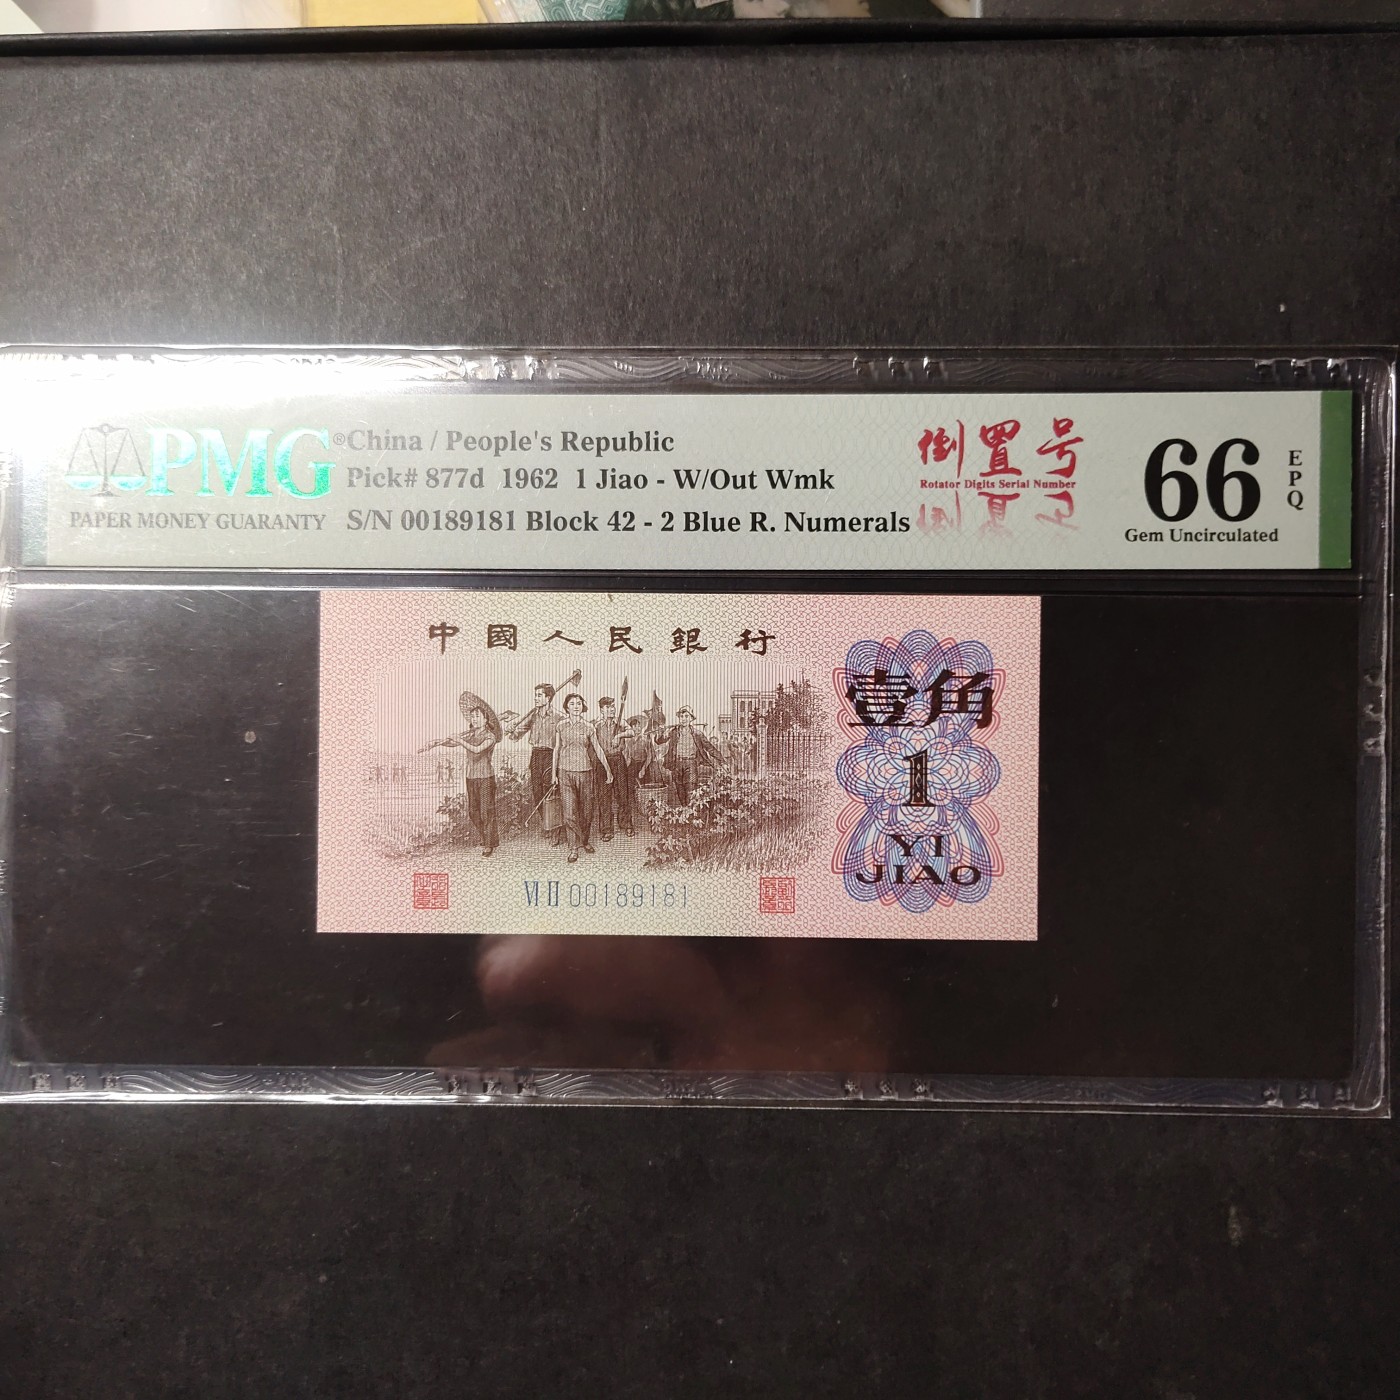 PMG®
PAPER MONEY GUARANTY
China / People's Republic
Pick# 877d 1962 1 Jiao - W/Out Wmk
S/N 00189181 Block 42 - 2 Blue R. Numerals
倒置号
Rotator Digits Serial Number
66
EPQ
Gem Uncirculated
中國人民銀行
壹角
1
YI
JIAO
Ⅵ Ⅱ 00189181